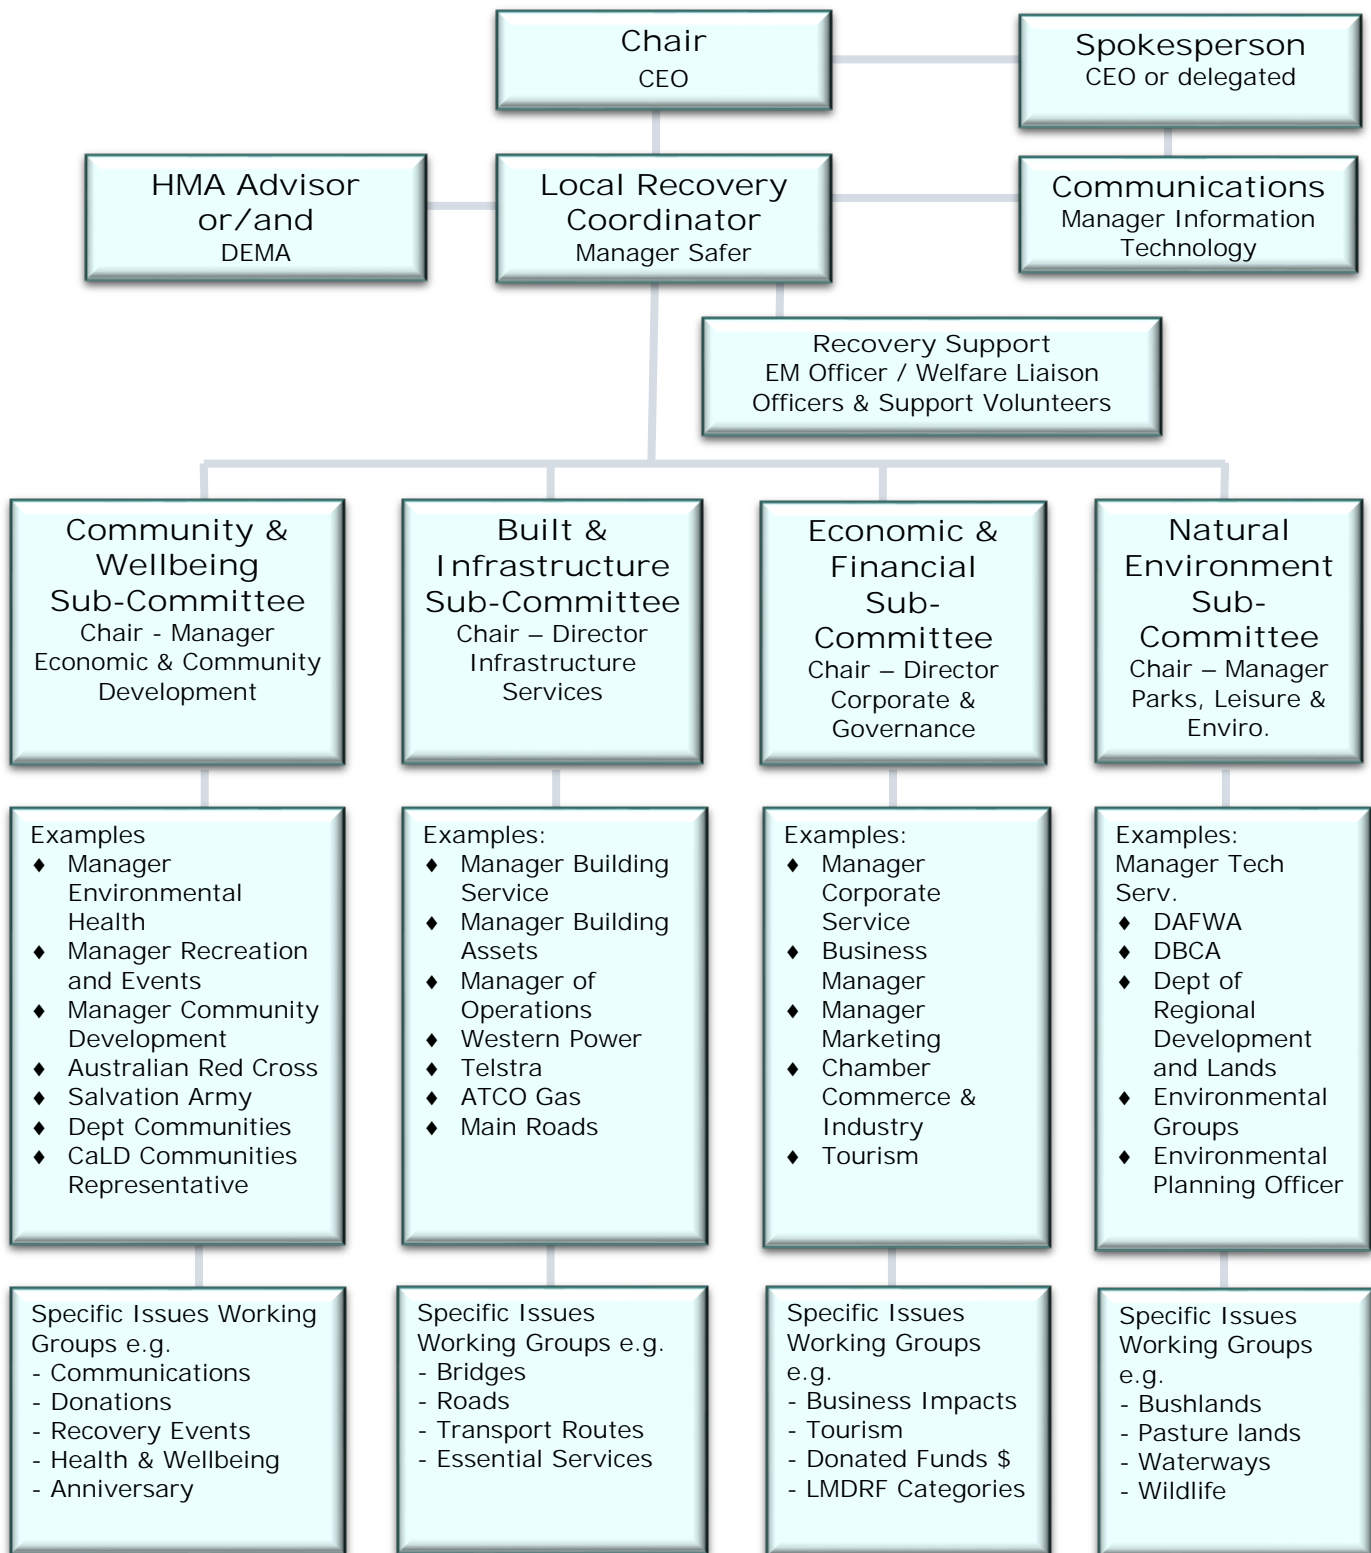 Chair
CEO
Spokesperson
CEO or delegated
HMA Advisor
or/and
DEMA
Local Recovery
Coordinator
Manager Safer
Communications
Manager Information
Technology
Recovery Support
EM Officer / Welfare Liaison
Officers & Support Volunteers
Community &
Wellbeing
Sub-Committee
Chair - Manager
Economic & Community
Development
Built &
Infrastructure
Sub-Committee
Chair – Director
Infrastructure
Services
Economic &
Financial
Sub-
Committee
Chair – Director
Corporate &
Governance
Natural
Environment
Sub-
Committee
Chair – Manager
Parks, Leisure &
Enviro.
Examples
♦ Manager
Environmental
Health
♦ Manager Recreation
and Events
♦ Manager Community
Development
♦ Australian Red Cross
♦ Salvation Army
♦ Dept Communities
♦ CaLD Communities
Representative
Examples:
♦ Manager Building
Service
♦ Manager Building
Assets
♦ Manager of
Operations
♦ Western Power
♦ Telstra
♦ ATCO Gas
♦ Main Roads
Examples:
♦ Manager
Corporate
Service
♦ Business
Manager
♦ Manager
Marketing
♦ Chamber
Commerce &
Industry
♦ Tourism
Examples:
Manager Tech
Serv.
♦ DAFWA
♦ DBCA
♦ Dept of
Regional
Development
and Lands
♦ Environmental
Groups
♦ Environmental
Planning Officer
Specific Issues Working
Groups e.g.
- Communications
- Donations
- Recovery Events
- Health & Wellbeing
- Anniversary
Specific Issues
Working Groups e.g.
- Bridges
- Roads
- Transport Routes
- Essential Services
Specific Issues
Working Groups
e.g.
- Business Impacts
- Tourism
- Donated Funds $
- LMDRF Categories
Specific Issues
Working Groups
e.g.
- Bushlands
- Pasture lands
- Waterways
- Wildlife